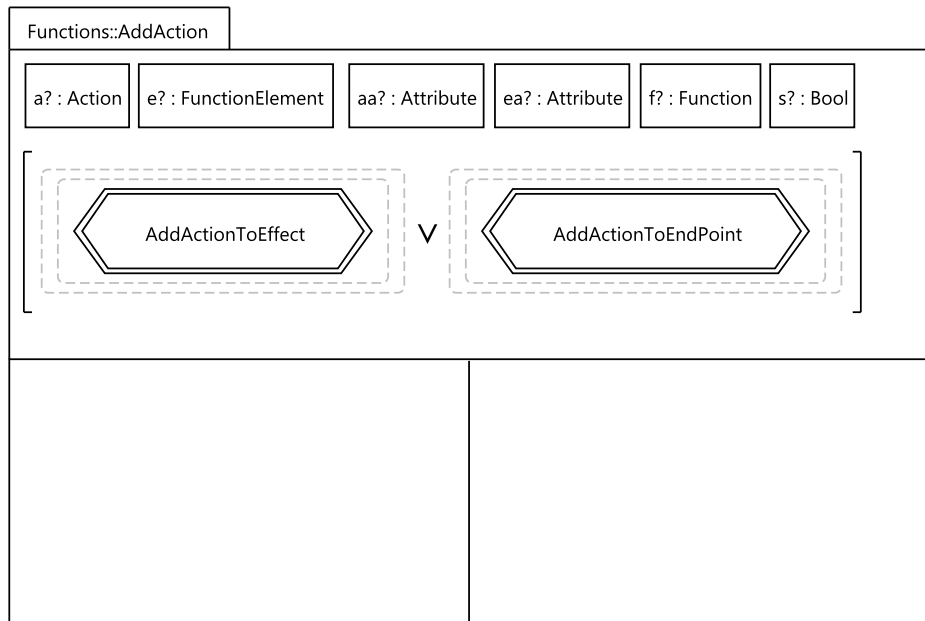 Functions::AddAction
a? : Action e? : FunctionElement aa? : Attribute ea? : Attribute f? : Function s? : Bool
AddActionToEffect ∨ AddActionToEndPoint